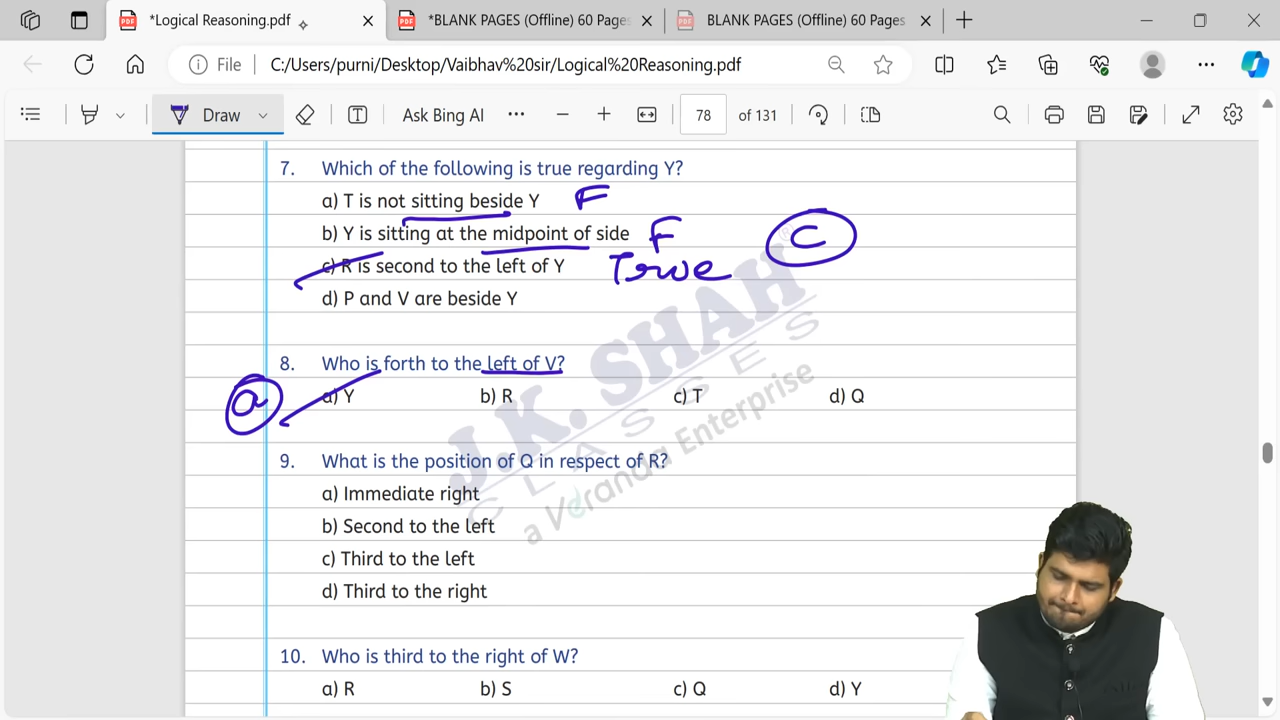 *Logical Reasoning.pdf
*BLANK PAGES (Offline) 60 Pages
BLANK PAGES (Offline) 60 Pages
File
C:/Users/purni/Desktop/Vaibhav%20sir/Logical%20Reasoning.pdf
Draw
Ask Bing AI
78 of 131
7. Which of the following is true regarding Y?
a) T is not sitting beside Y F
b) Y is sitting at the midpoint of side F
C
c) R is second to the left of Y True
d) P and V are beside Y
8. Who is forth to the left of V?
a
a) Y b) R c) T d) Q
9. What is the position of Q in respect of R?
a) Immediate right
b) Second to the left
c) Third to the left
d) Third to the right
10. Who is third to the right of W?
a) R b) S c) Q d) Y
J.K. SHAH
CLASSES
a Veranda Enterprise